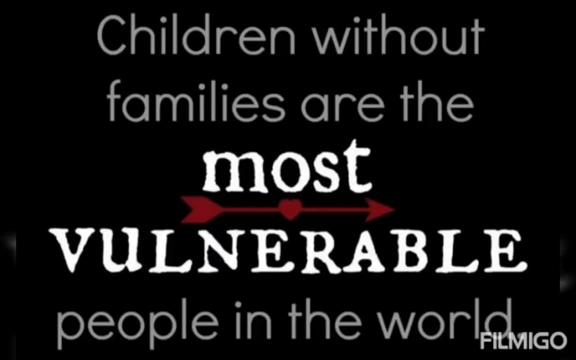 Children without
families are the
most
VULNERABLE
people in the world.
FILMIGO